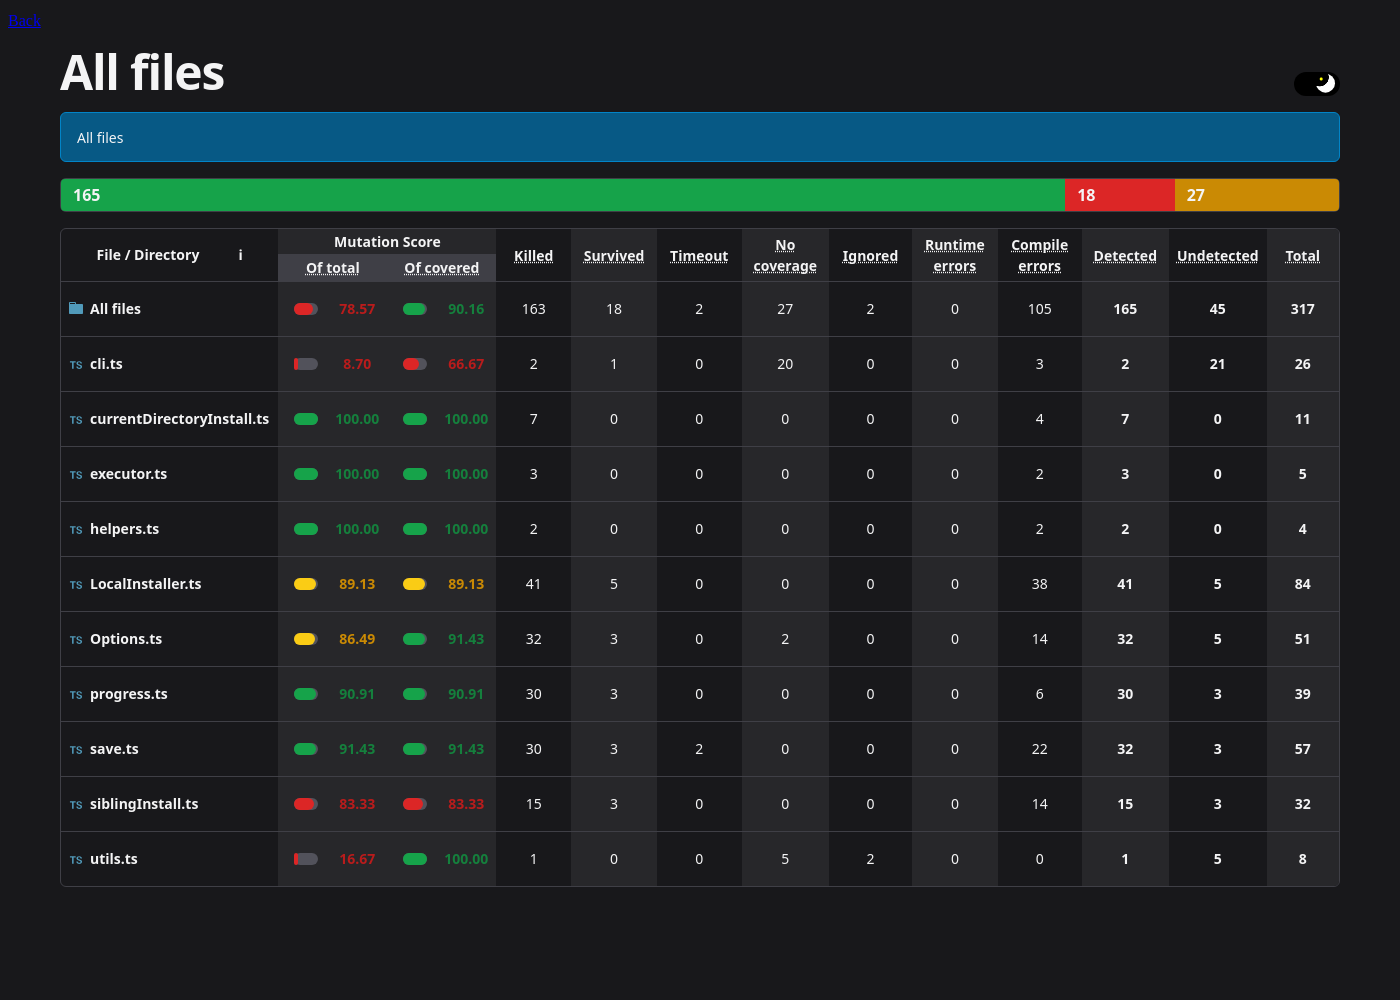 Back
All files
All files
165 18 27
File / Directory i Mutation Score Killed Survived Timeout No coverage Ignored Runtime errors Compile errors Detected Undetected Total
Of total Of covered
All files 78.57 90.16 163 18 2 27 2 0 105 165 45 317
TS cli.ts 8.70 66.67 2 1 0 20 0 0 3 2 21 26
TS currentDirectoryInstall.ts 100.00 100.00 7 0 0 0 0 0 4 7 0 11
TS executor.ts 100.00 100.00 3 0 0 0 0 0 2 3 0 5
TS helpers.ts 100.00 100.00 2 0 0 0 0 0 2 2 0 4
TS LocalInstaller.ts 89.13 89.13 41 5 0 0 0 0 38 41 5 84
TS Options.ts 86.49 91.43 32 3 0 2 0 0 14 32 5 51
TS progress.ts 90.91 90.91 30 3 0 0 0 0 6 30 3 39
TS save.ts 91.43 91.43 30 3 2 0 0 0 22 32 3 57
TS siblingInstall.ts 83.33 83.33 15 3 0 0 0 0 14 15 3 32
TS utils.ts 16.67 100.00 1 0 0 5 2 0 0 1 5 8